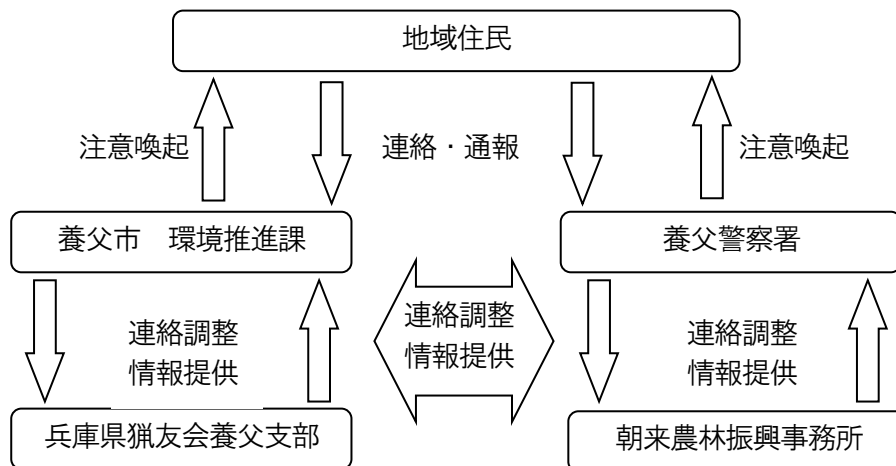 地域住民
注意喚起
連絡・通報
注意喚起
養父市　環境推進課
養父警察署
連絡調整
情報提供
連絡調整
情報提供
連絡調整
情報提供
兵庫県猟友会養父支部
朝来農林振興事務所